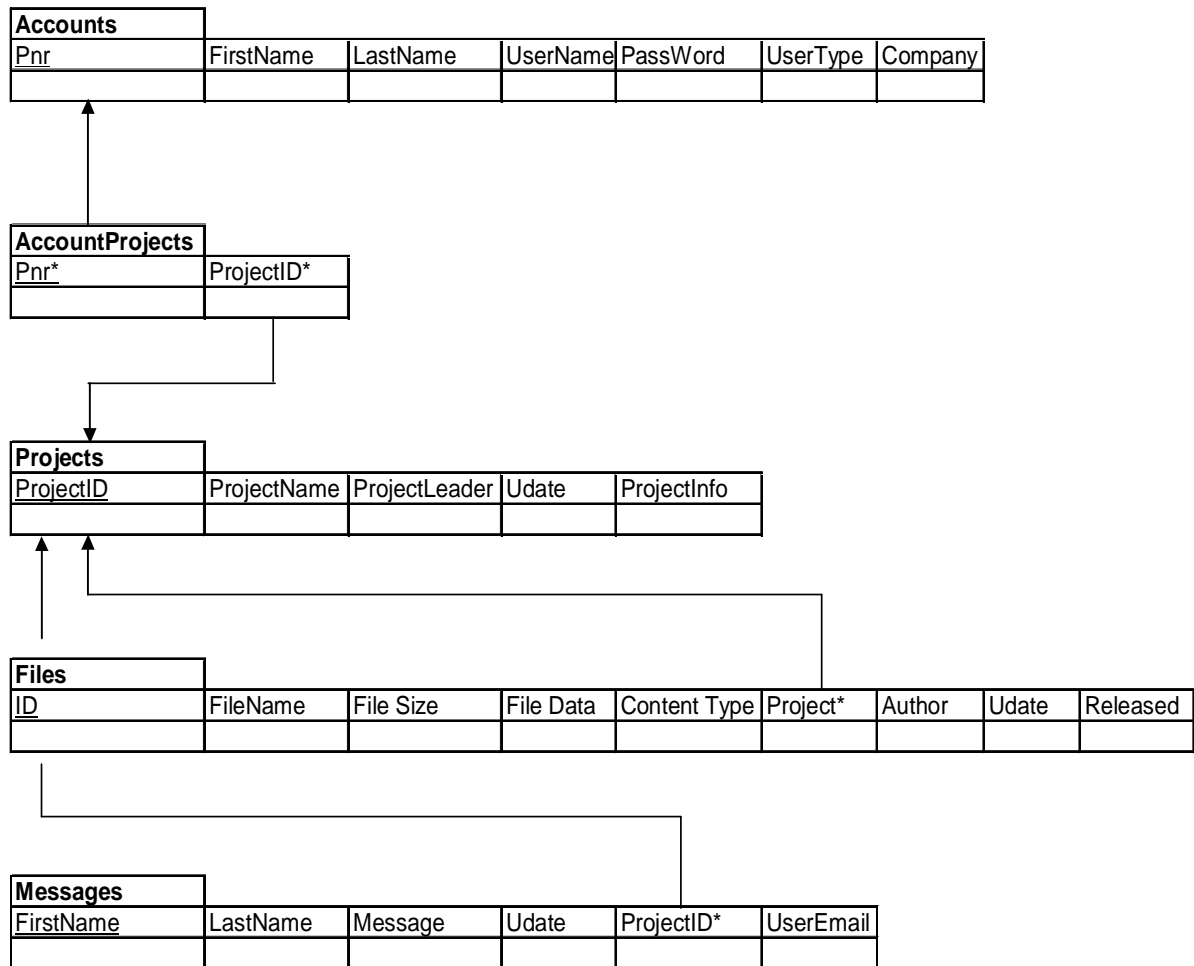 Accounts
Pnr FirstName LastName UserName PassWord UserType Company
AccountProjects
Pnr* ProjectID*
Projects
ProjectID ProjectName ProjectLeader Udate ProjectInfo
Files
ID FileName File Size File Data Content Type Project* Author Udate Released
Messages
FirstName LastName Message Udate ProjectID* UserEmail